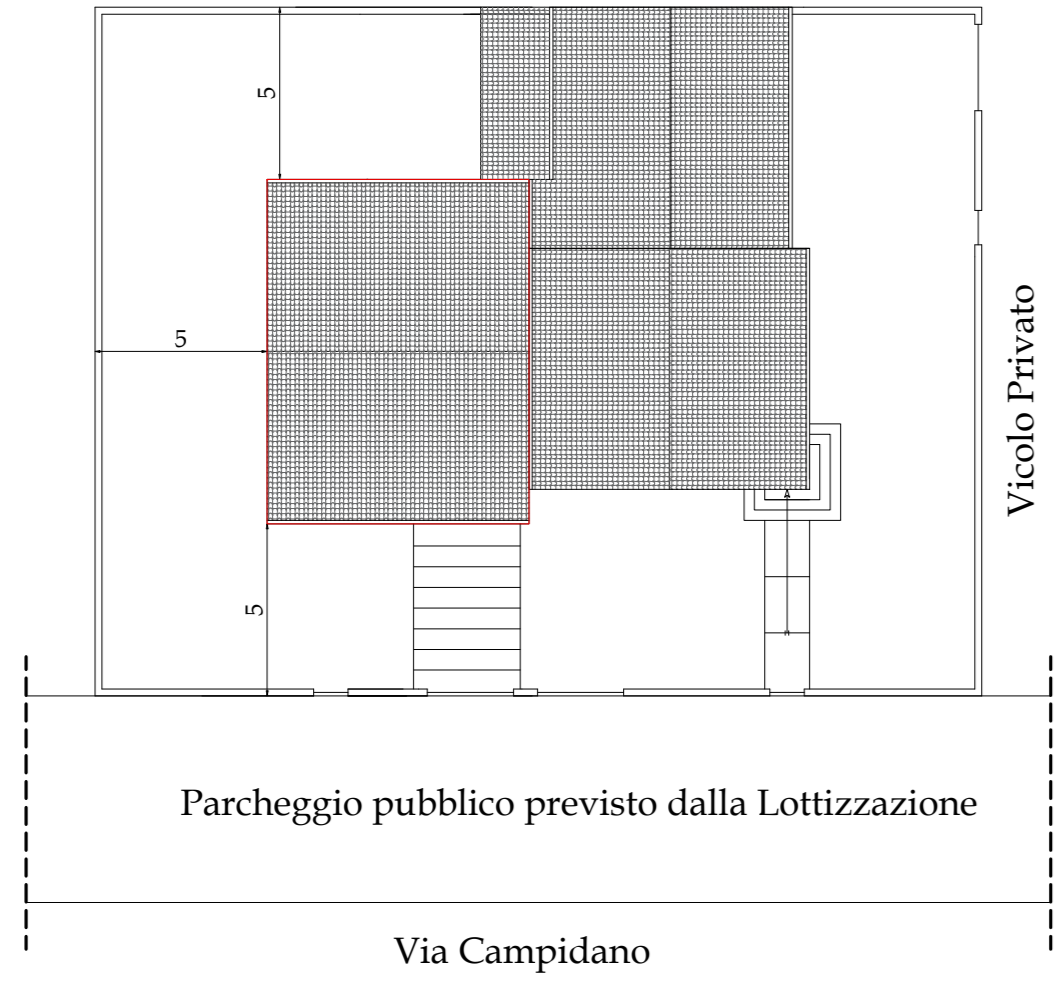 5
5
5
Vicolo Privato
Parcheggio pubblico previsto dalla Lottizzazione
Via Campidano